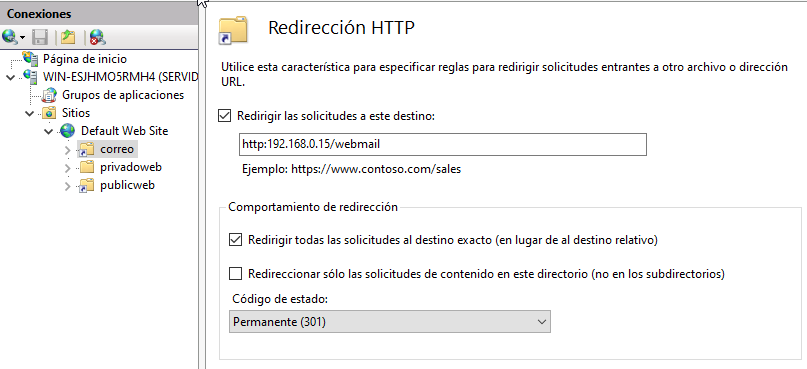 Conexiones
Página de inicio
WIN-ESJHMO5RMH4 (SERVID
Grupos de aplicaciones
Sitios
Default Web Site
correo
privadoweb
publicweb
Redirección HTTP
Utilice esta característica para especificar reglas para redirigir solicitudes entrantes a otro archivo o dirección
URL.
Redirigir las solicitudes a este destino:
http:192.168.0.15/webmail
Ejemplo: https://www.contoso.com/sales
Comportamiento de redirección
Redirigir todas las solicitudes al destino exacto (en lugar de al destino relativo)
Redireccionar sólo las solicitudes de contenido en este directorio (no en los subdirectorios)
Código de estado:
Permanente (301)